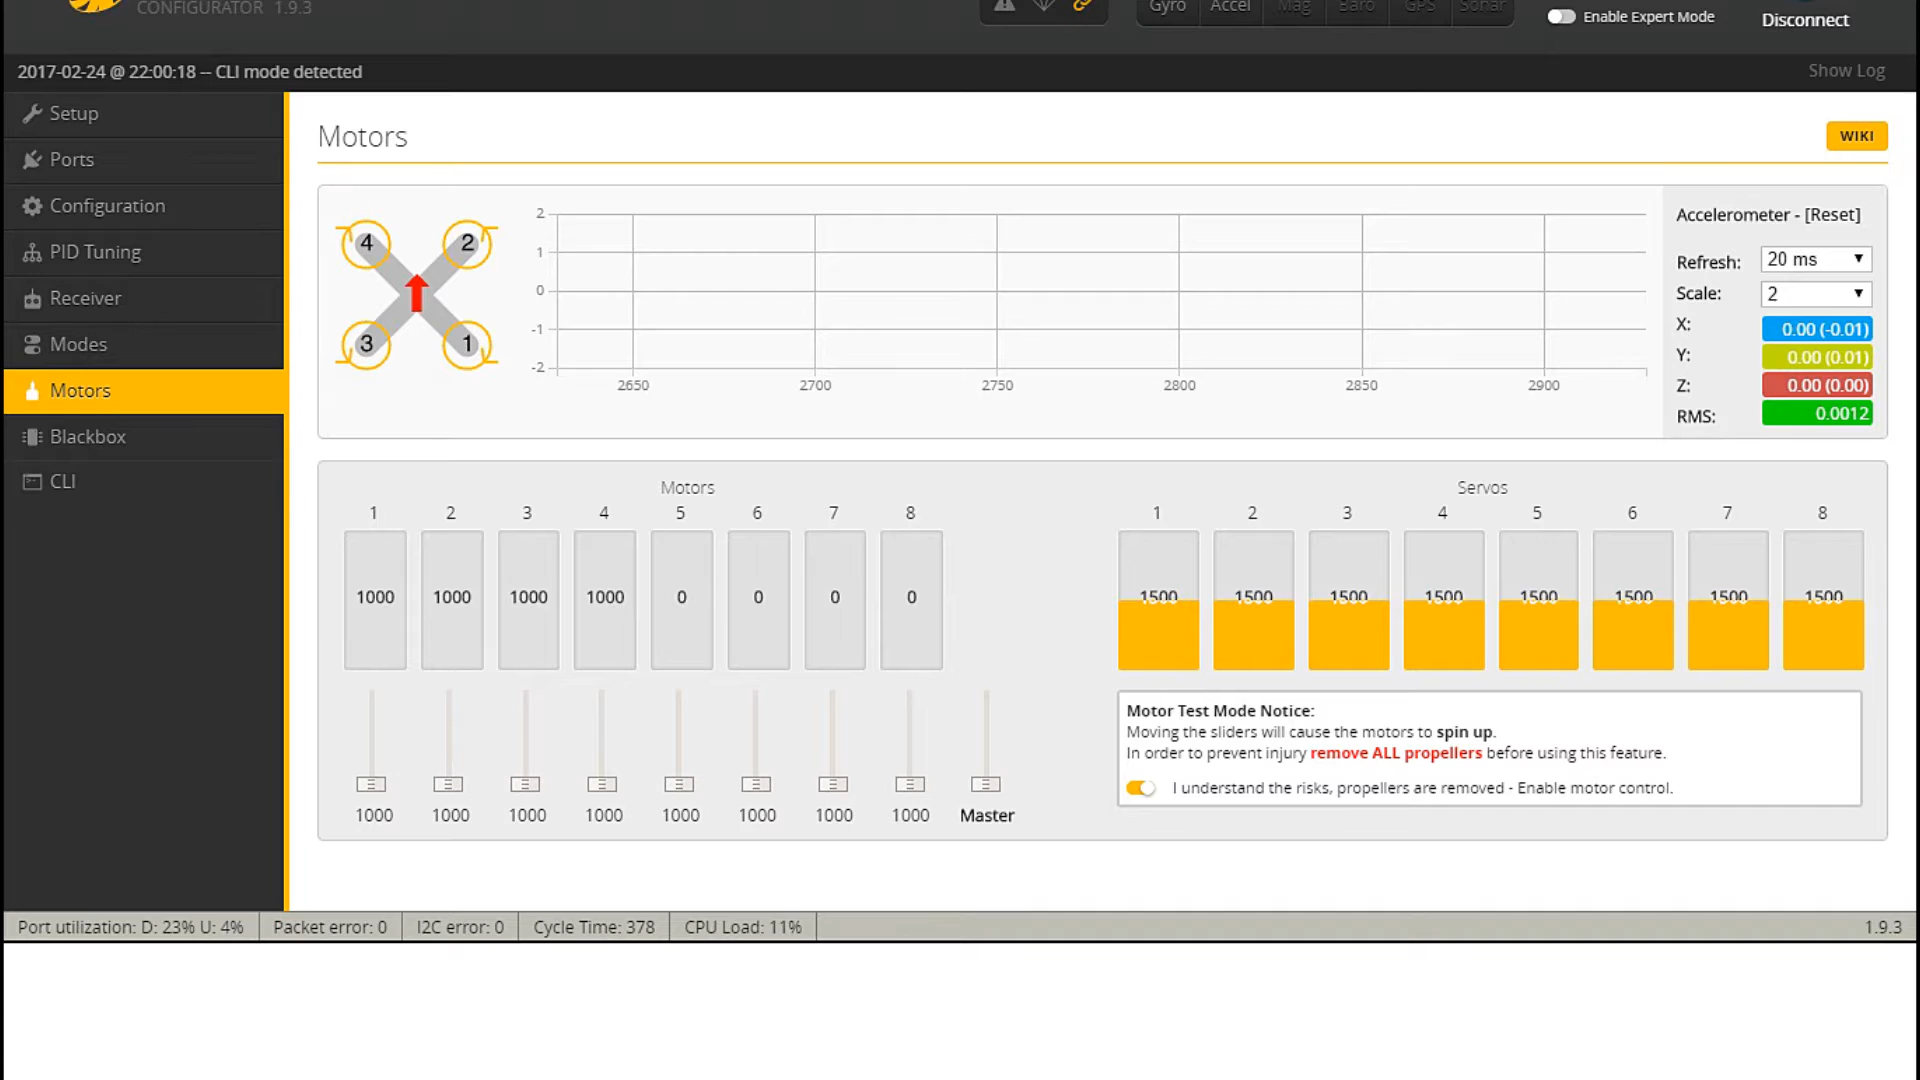 CONFIGURATOR 1.9.3
Gyro Accel Mag Baro GPS Sonar
Enable Expert Mode
Disconnect
2017-02-24 @ 22:00:18 -- CLI mode detected
Show Log
Setup
Ports
Configuration
PID Tuning
Receiver
Modes
Motors
Blackbox
CLI
Motors
WIKI
4 2
3 1
2
1
0
-1
-2
2650 2700 2750 2800 2850 2900
Accelerometer - [Reset]
Refresh: 20 ms
Scale: 2
X: 0.00 (-0.01)
Y: 0.00 (0.01)
Z: 0.00 (0.00)
RMS: 0.0012
Motors
1 2 3 4 5 6 7 8
1000 1000 1000 1000 0 0 0 0
1000 1000 1000 1000 1000 1000 1000 1000 Master
Servos
1 2 3 4 5 6 7 8
1500 1500 1500 1500 1500 1500 1500 1500
Motor Test Mode Notice:
Moving the sliders will cause the motors to spin up.
In order to prevent injury remove ALL propellers before using this feature.
I understand the risks, propellers are removed - Enable motor control.
Port utilization: D: 23% U: 4% Packet error: 0 I2C error: 0 Cycle Time: 378 CPU Load: 11% 1.9.3